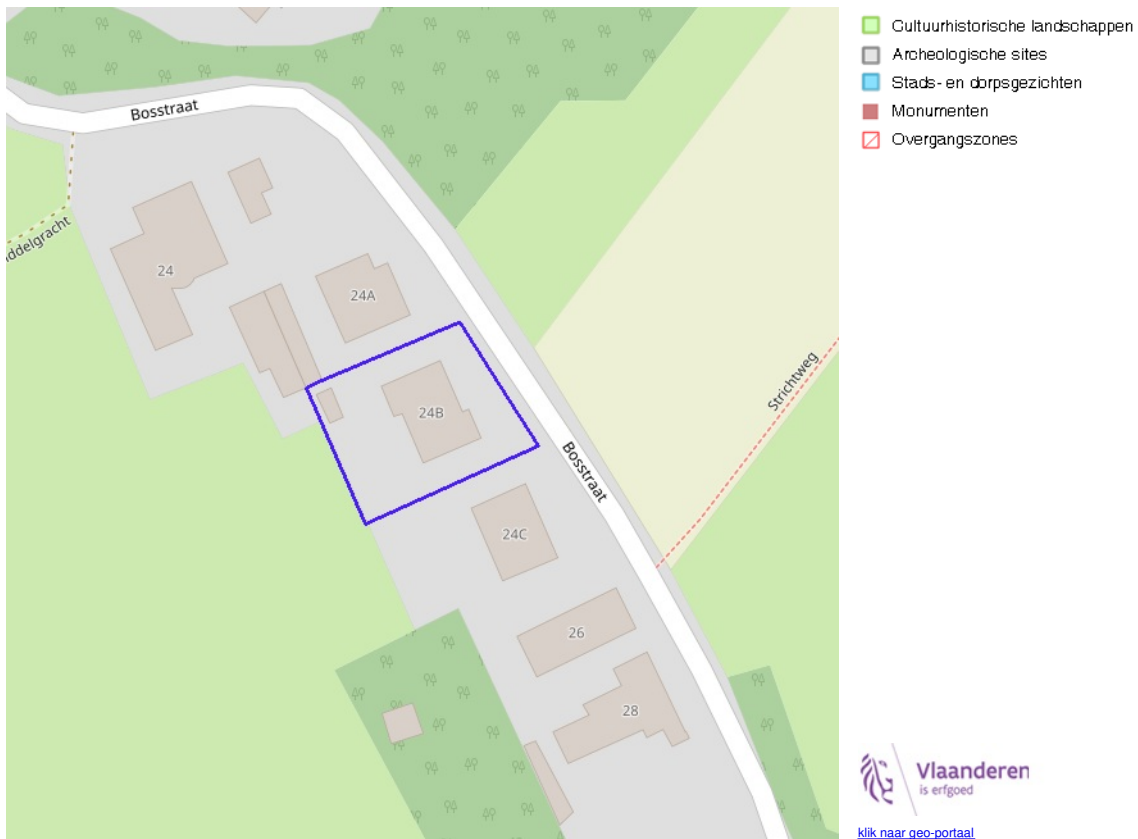 Bosstraat
24
24A
24B
Bosstraat
Strichtweg
24C
26
28
Cultuurhistorische landschappen
Archeologische sites
Stads- en dorpsgezichten
Monumenten
Overgangszones
Vlaanderen
is erfgoed
klik naar geo-portaal